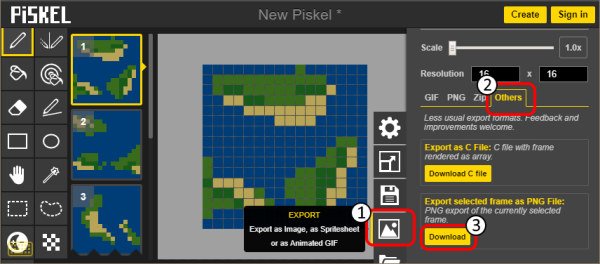 PiSKEL
New Piskel *
Create
Sign in
1
2
3
EXPORT
Export as Image, as Spritesheet
or as Animated GIF
1
Scale
1.0x
Resolution
16
x
16
2
GIF
PNG
Zip
Others
Less usual export formats. Feedback and
improvements welcome.
Export as C File: C file with frame
rendered as array.
Download C file
Export selected frame as PNG File:
PNG export of the currently selected
frame.
3
Download